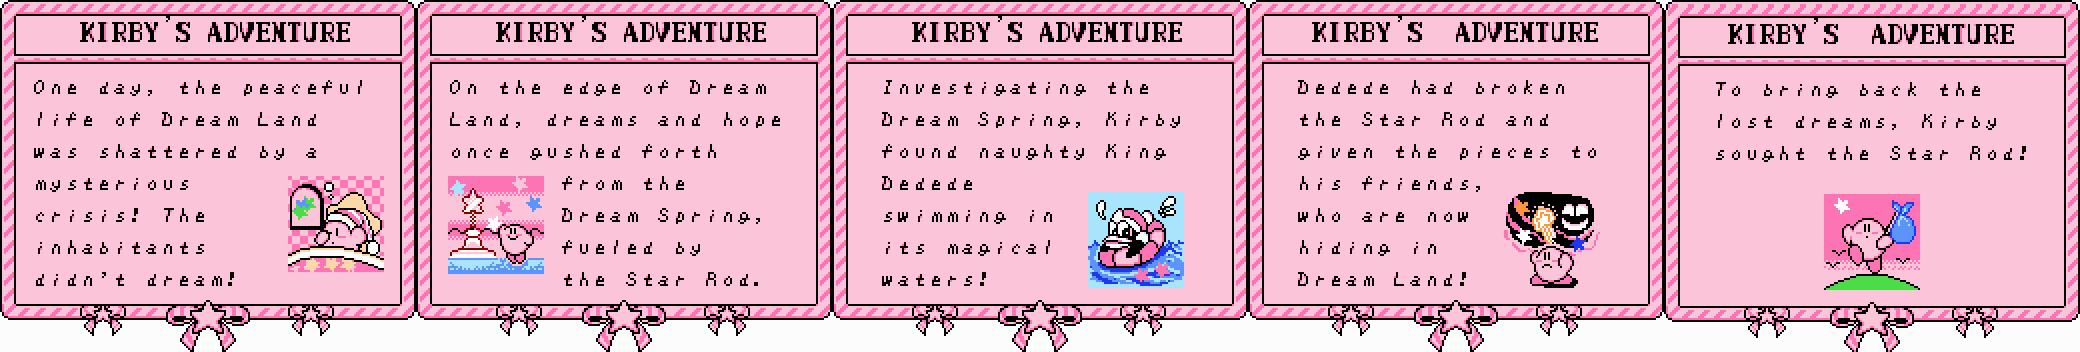 KIRBY'S ADVENTURE
One day, the peaceful
life of Dream Land
was shattered by a
mysterious
crisis! The
inhabitants
didn't dream!
KIRBY'S ADVENTURE
On the edge of Dream
Land, dreams and hope
once gushed forth
from the
Dream Spring,
fueled by
the Star Rod.
KIRBY'S ADVENTURE
Investigating the
Dream Spring, Kirby
found naughty King
Dedede
swimming in
its magical
waters!
KIRBY'S ADVENTURE
Dedede had broken
the Star Rod and
given the pieces to
his friends,
who are now
hiding in
Dream Land!
KIRBY'S ADVENTURE
To bring back the
lost dreams, Kirby
sought the Star Rod!